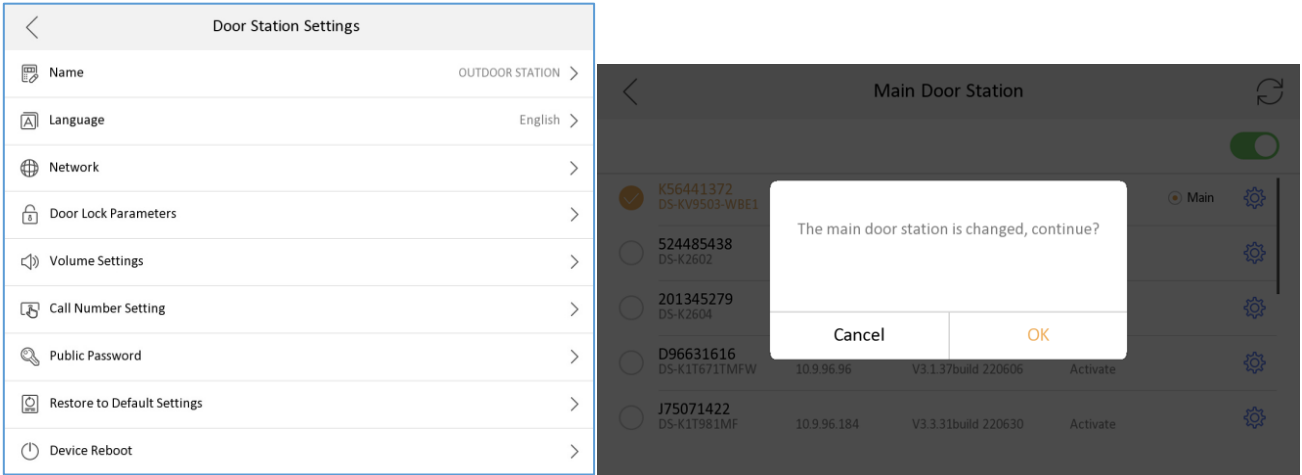 Door Station Settings
Name
OUTDOOR STATION
Language
English
Network
Door Lock Parameters
Volume Settings
Call Number Setting
Public Password
Restore to Default Settings
Device Reboot
Main Door Station
K56441372
DS-KV9503-WBE1
Main
524485438
DS-K2602
201345279
DS-K2604
The main door station is changed, continue?
Cancel
OK
D96631616
DS-K1T671TMFW
10.9.96.96
V3.1.37build 220606
Activate
J75071422
DS-K1T981MF
10.9.96.184
V3.3.31build 220630
Activate